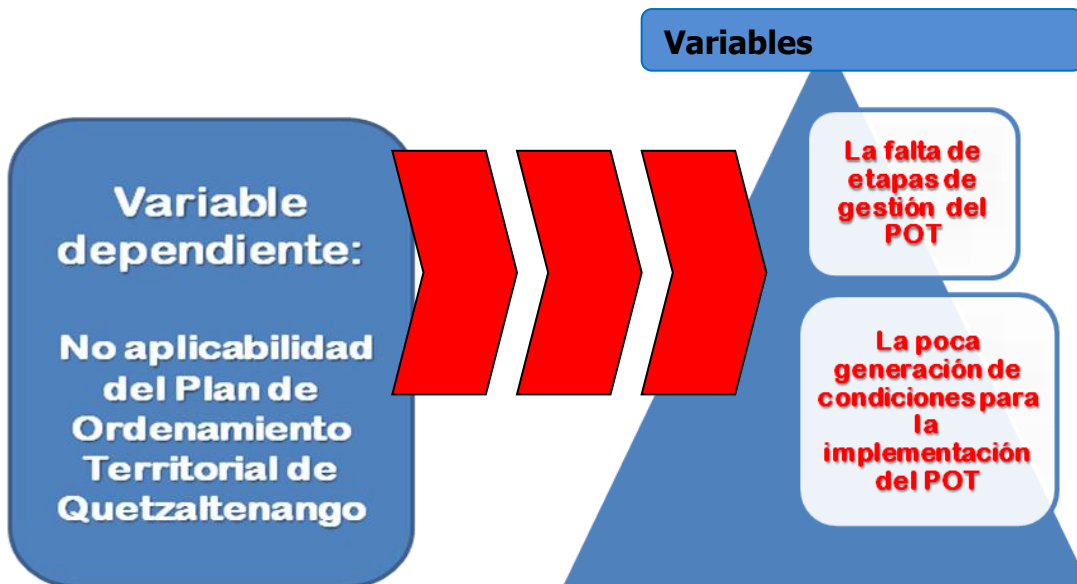 Variables
Variable
dependiente:
No aplicabilidad
del Plan de
Ordenamiento
Territorial de
Quetzaltenango
La falta de
etapas de
gestión del
POT
La poca
generación de
condiciones para
la
implementación
del POT